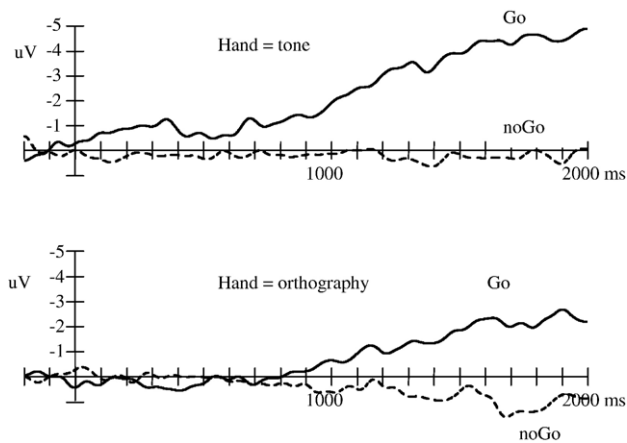 Go
-5
uV
Hand = tone
-4
-3
-2
-1
noGo
1000
2000 ms
-5
uV
Hand = orthography
Go
-4
-3
-2
-1
1000
2000 ms
noGo